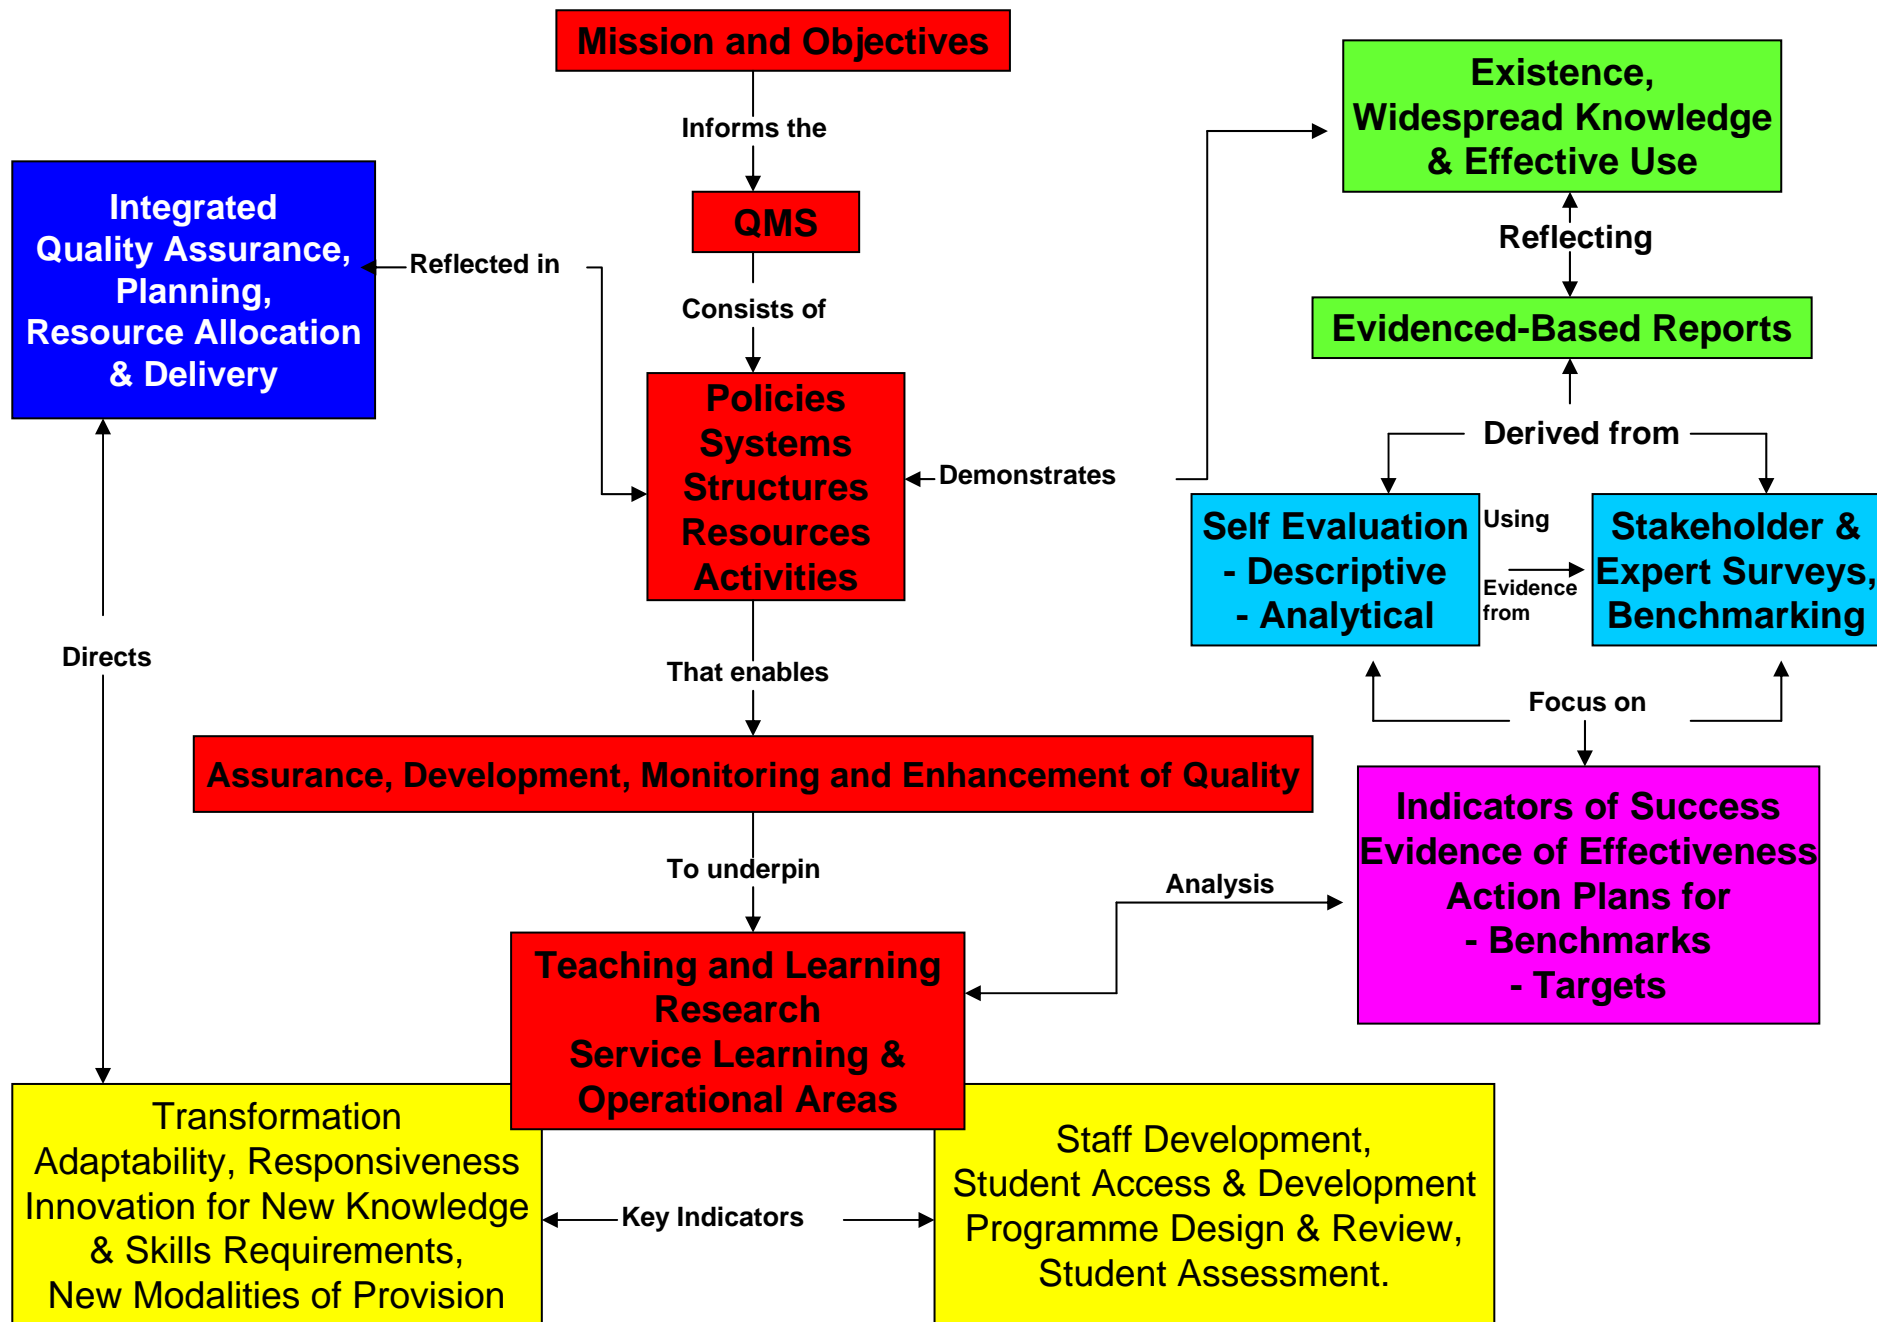 Mission and Objectives
Informs the
QMS
Consists of
Policies
Systems
Structures
Resources
Activities
That enables
Assurance, Development, Monitoring and Enhancement of Quality
To underpin
Teaching and Learning
Research
Service Learning &
Operational Areas
Integrated
Quality Assurance,
Planning,
Resource Allocation
& Delivery
Reflected in
Directs
Transformation
Adaptability, Responsiveness
Innovation for New Knowledge
& Skills Requirements,
New Modalities of Provision
Key Indicators
Staff Development,
Student Access & Development
Programme Design & Review,
Student Assessment.
Demonstrates
Existence,
Widespread Knowledge
& Effective Use
Reflecting
Evidenced-Based Reports
Derived from
Self Evaluation
- Descriptive
- Analytical
Using
Evidence
from
Stakeholder &
Expert Surveys,
Benchmarking
Focus on
Indicators of Success
Evidence of Effectiveness
Action Plans for
- Benchmarks
- Targets
Analysis